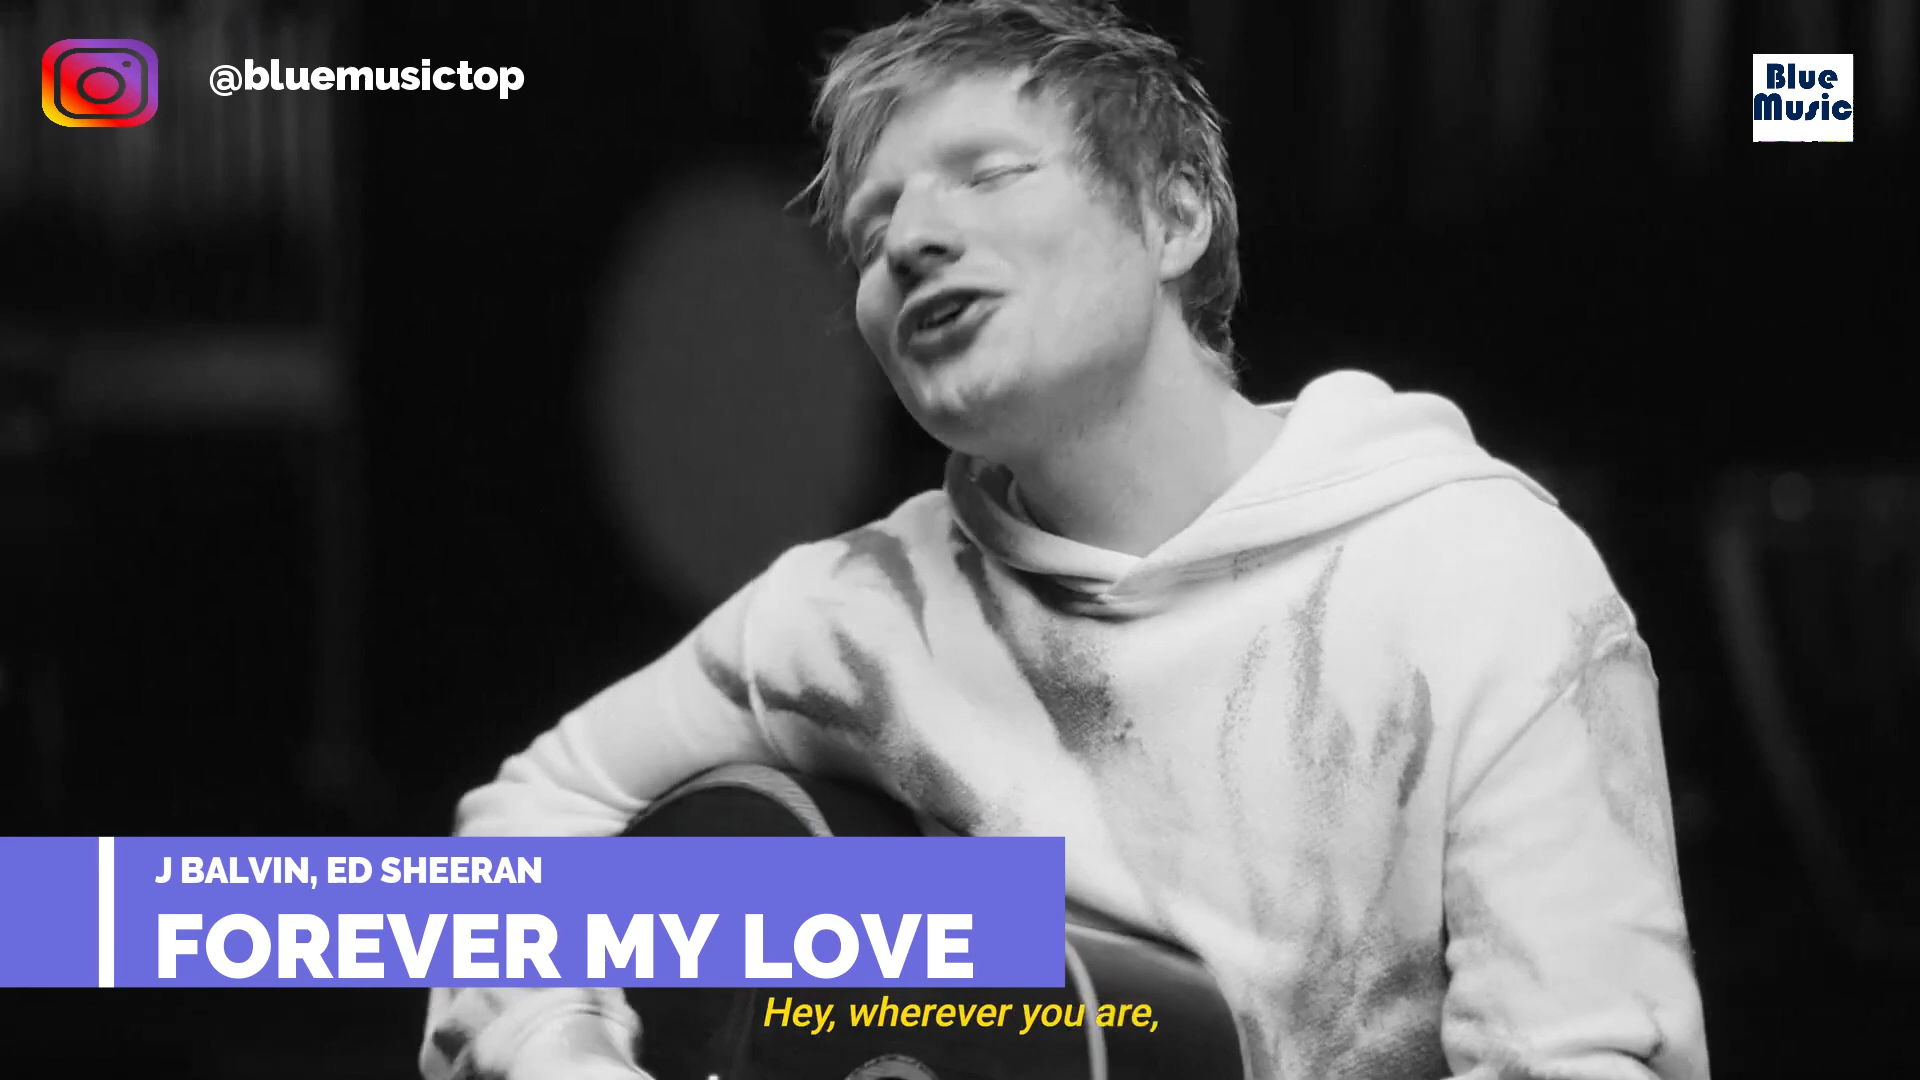 @bluemusictop
Blue
Music
J BALVIN, ED SHEERAN
FOREVER MY LOVE
Hey, wherever you are,